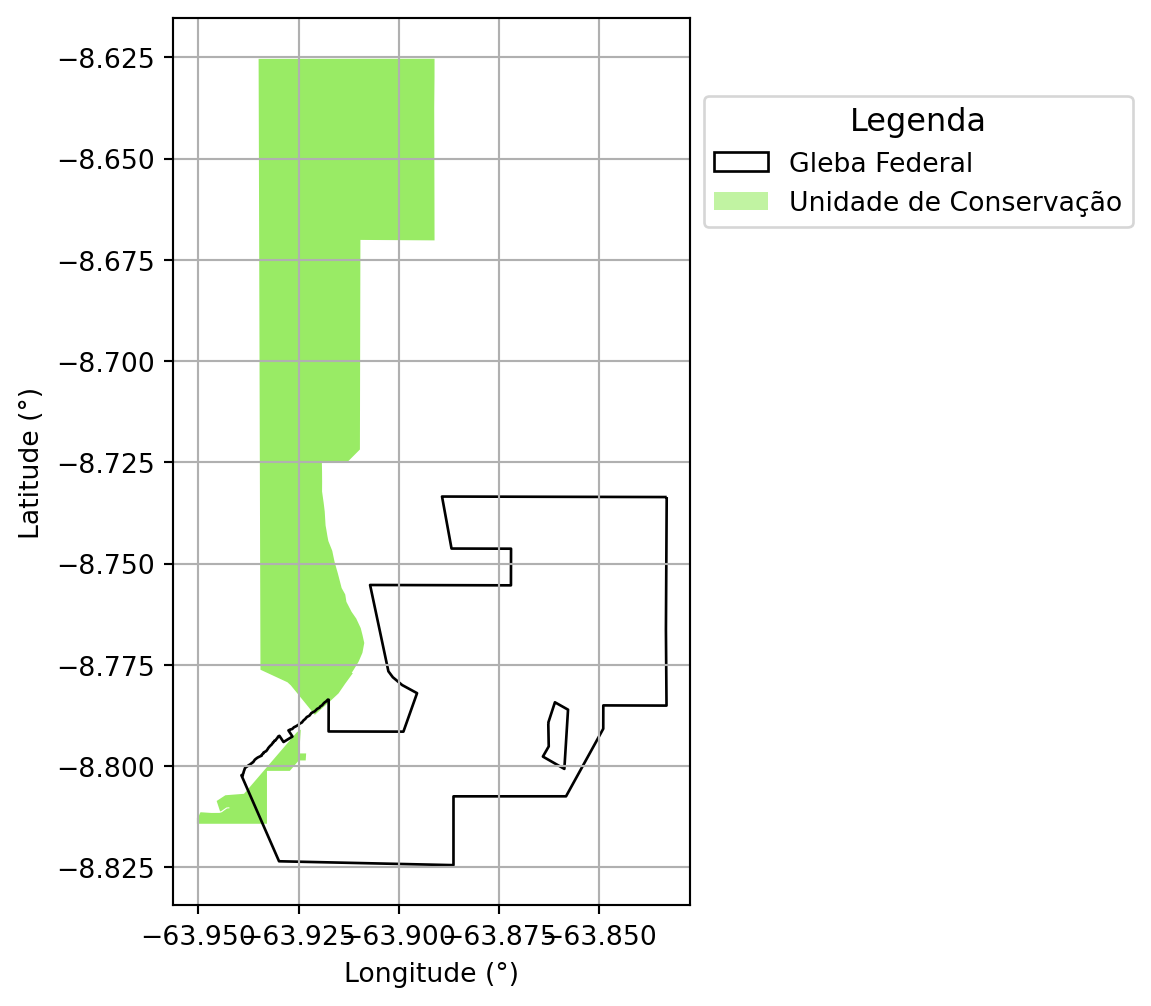 −8.625
−8.650
−8.675
−8.700
−8.725
−8.750
−8.775
−8.800
−8.825
Latitude (°)
−63.950 −63.925 −63.900 −63.875 −63.850
Longitude (°)
Legenda
Gleba Federal
Unidade de Conservação